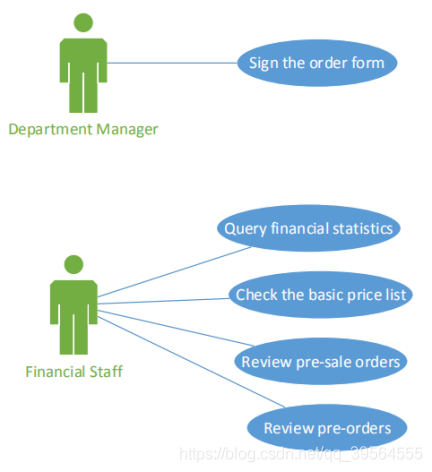 Sign the order form
Department Manager
Query financial statistics
Check the basic price list
Review pre-sale orders
Financial Staff
Review pre-orders
https://blog.csdn.net/qq_39564555